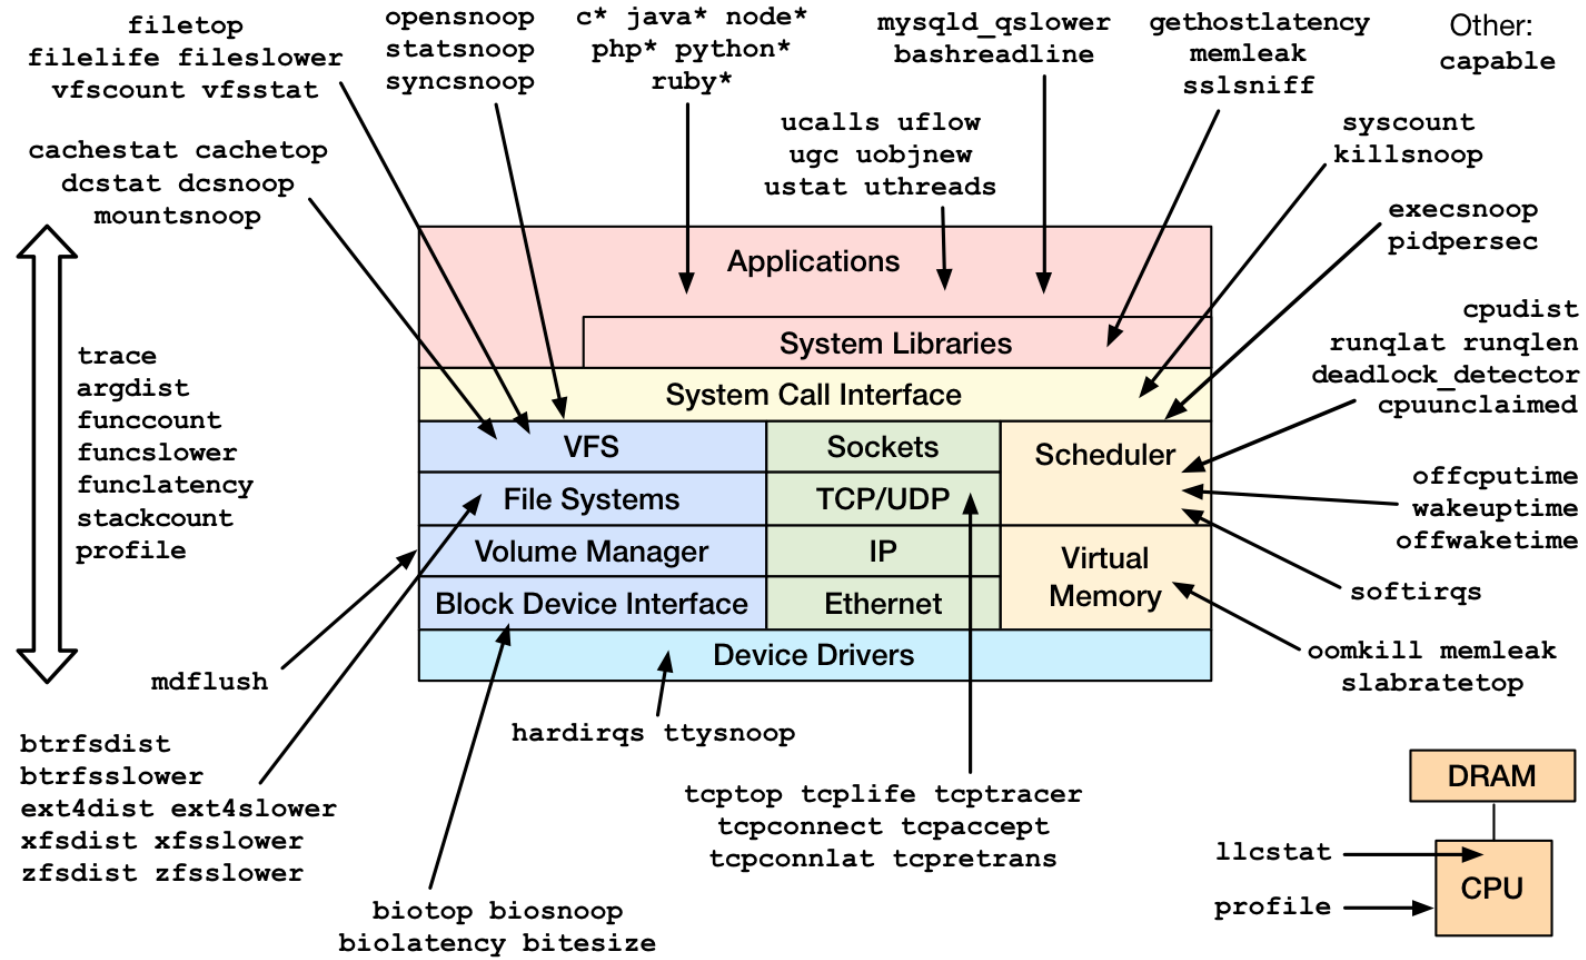 filetop
filelife fileslower
vfscount vfsstat
opensnoop
statsnoop
syncsnoop
c* java* node*
php* python*
ruby*
mysqld_qslower
bashreadline
gethostlatency
memleak
sslsniff
Other:
capable
ucalls uflow
ugc uobjnew
ustat uthreads
syscount
killsnoop
cachestat cachetop
dcstat dcsnoop
mountsnoop
execsnoop
pidpersec
Applications
System Libraries
System Call Interface
VFS
Sockets
Scheduler
File Systems
TCP/UDP
Volume Manager
IP
Virtual
Memory
Block Device Interface
Ethernet
Device Drivers
trace
argdist
funccount
funcslower
funclatency
stackcount
profile
cpudist
runqlat runqlen
deadlock_detector
cpuunclaimed
offcputime
wakeuptime
offwaketime
softirqs
oomkill memleak
slabratetop
mdflush
hardirqs ttysnoop
btrfsdist
btrfsslower
ext4dist ext4slower
xfsdist xfsslower
zfsdist zfsslower
tcptop tcplife tcptracer
tcpconnect tcpaccept
tcpconnlat tcpretrans
biotop biosnoop
biolatency bitesize
DRAM
llcstat
CPU
profile